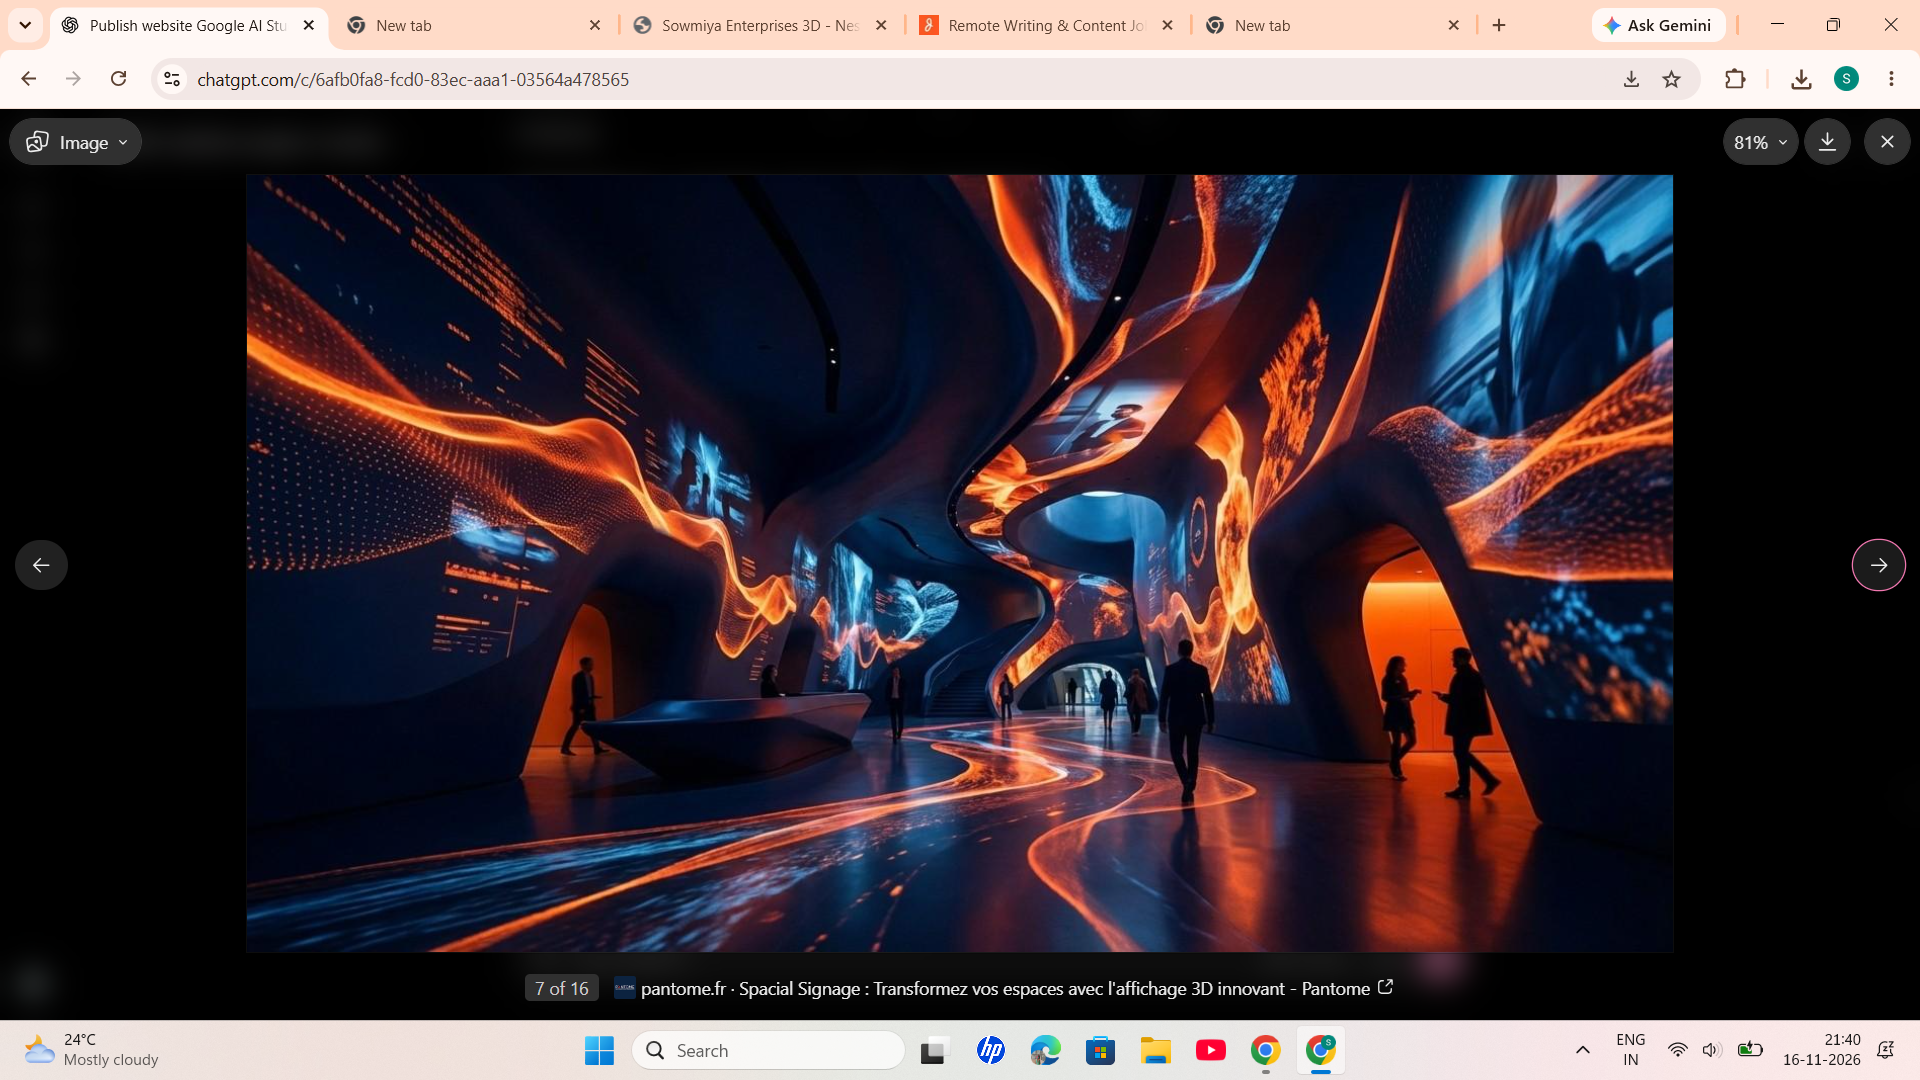 Publish website Google AI Stu
New tab
Sowmiya Enterprises 3D - Nes
Remote Writing & Content Jo
New tab
Ask Gemini
chatgpt.com/c/6afb0fa8-fcd0-83ec-aaa1-03564a478565
S
Image
81%
7 of 16
pantome.fr · Spacial Signage : Transformez vos espaces avec l'affichage 3D innovant - Pantome
24°C
Mostly cloudy
Search
hp
S
ENG
IN
21:40
16-11-2026